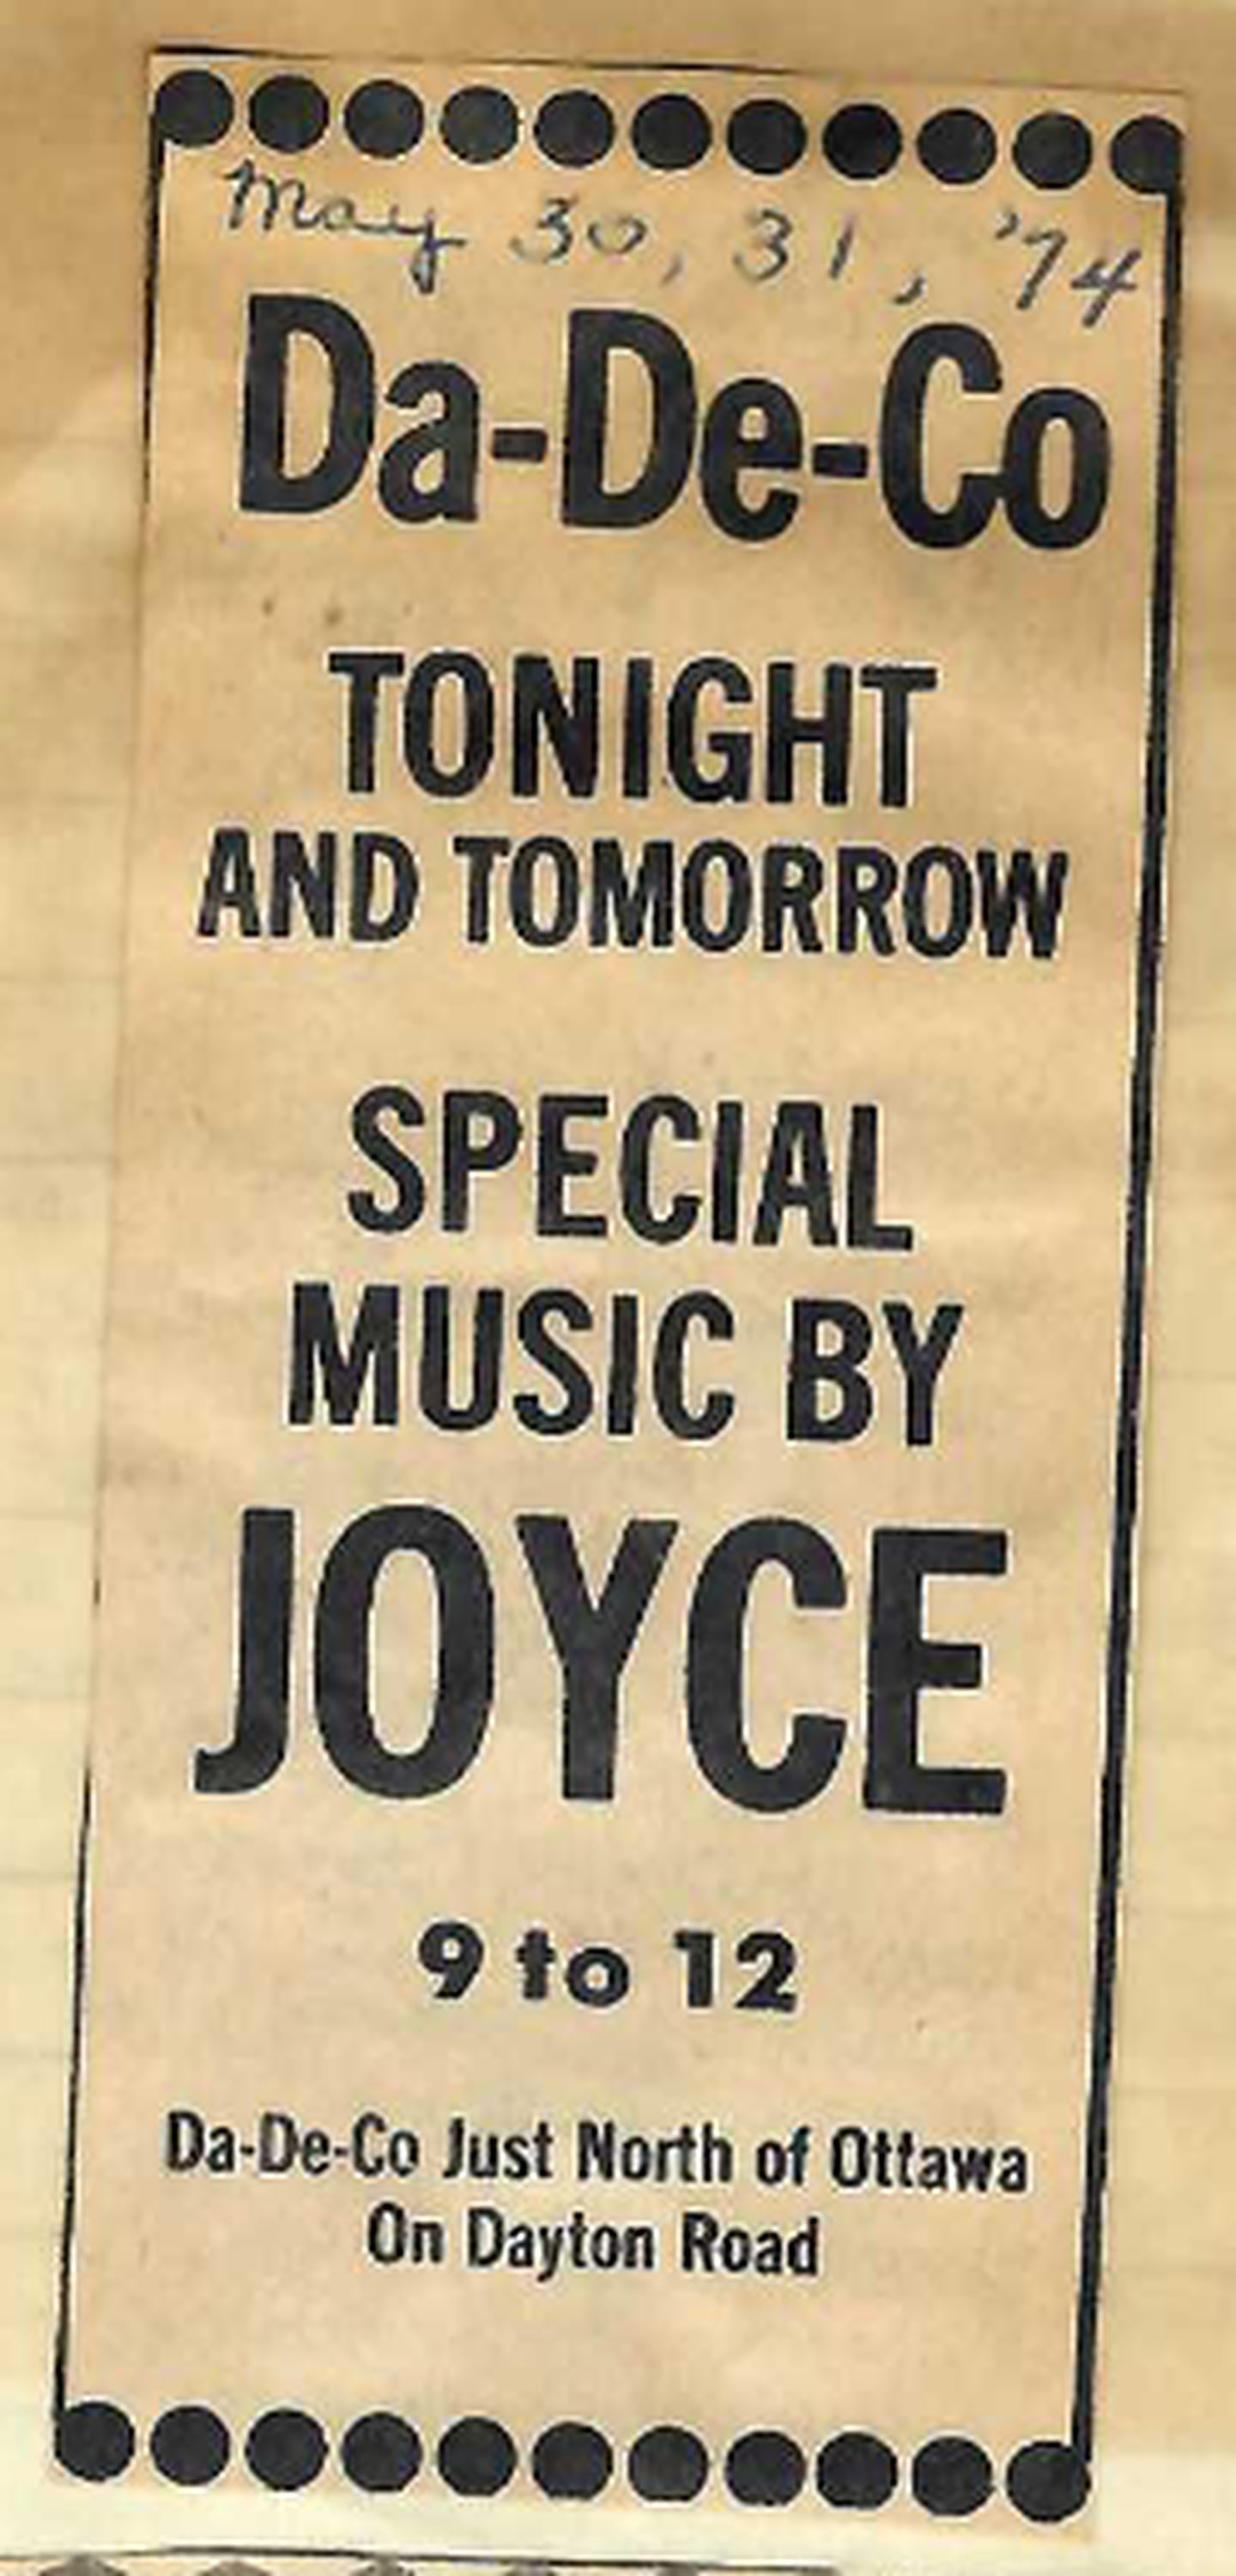 May 30, 31, '74
Da-De-Co
TONIGHT
AND TOMORROW
SPECIAL
MUSIC BY
JOYCE
9 to 12
Da-De-Co Just North of Ottawa
On Dayton Road